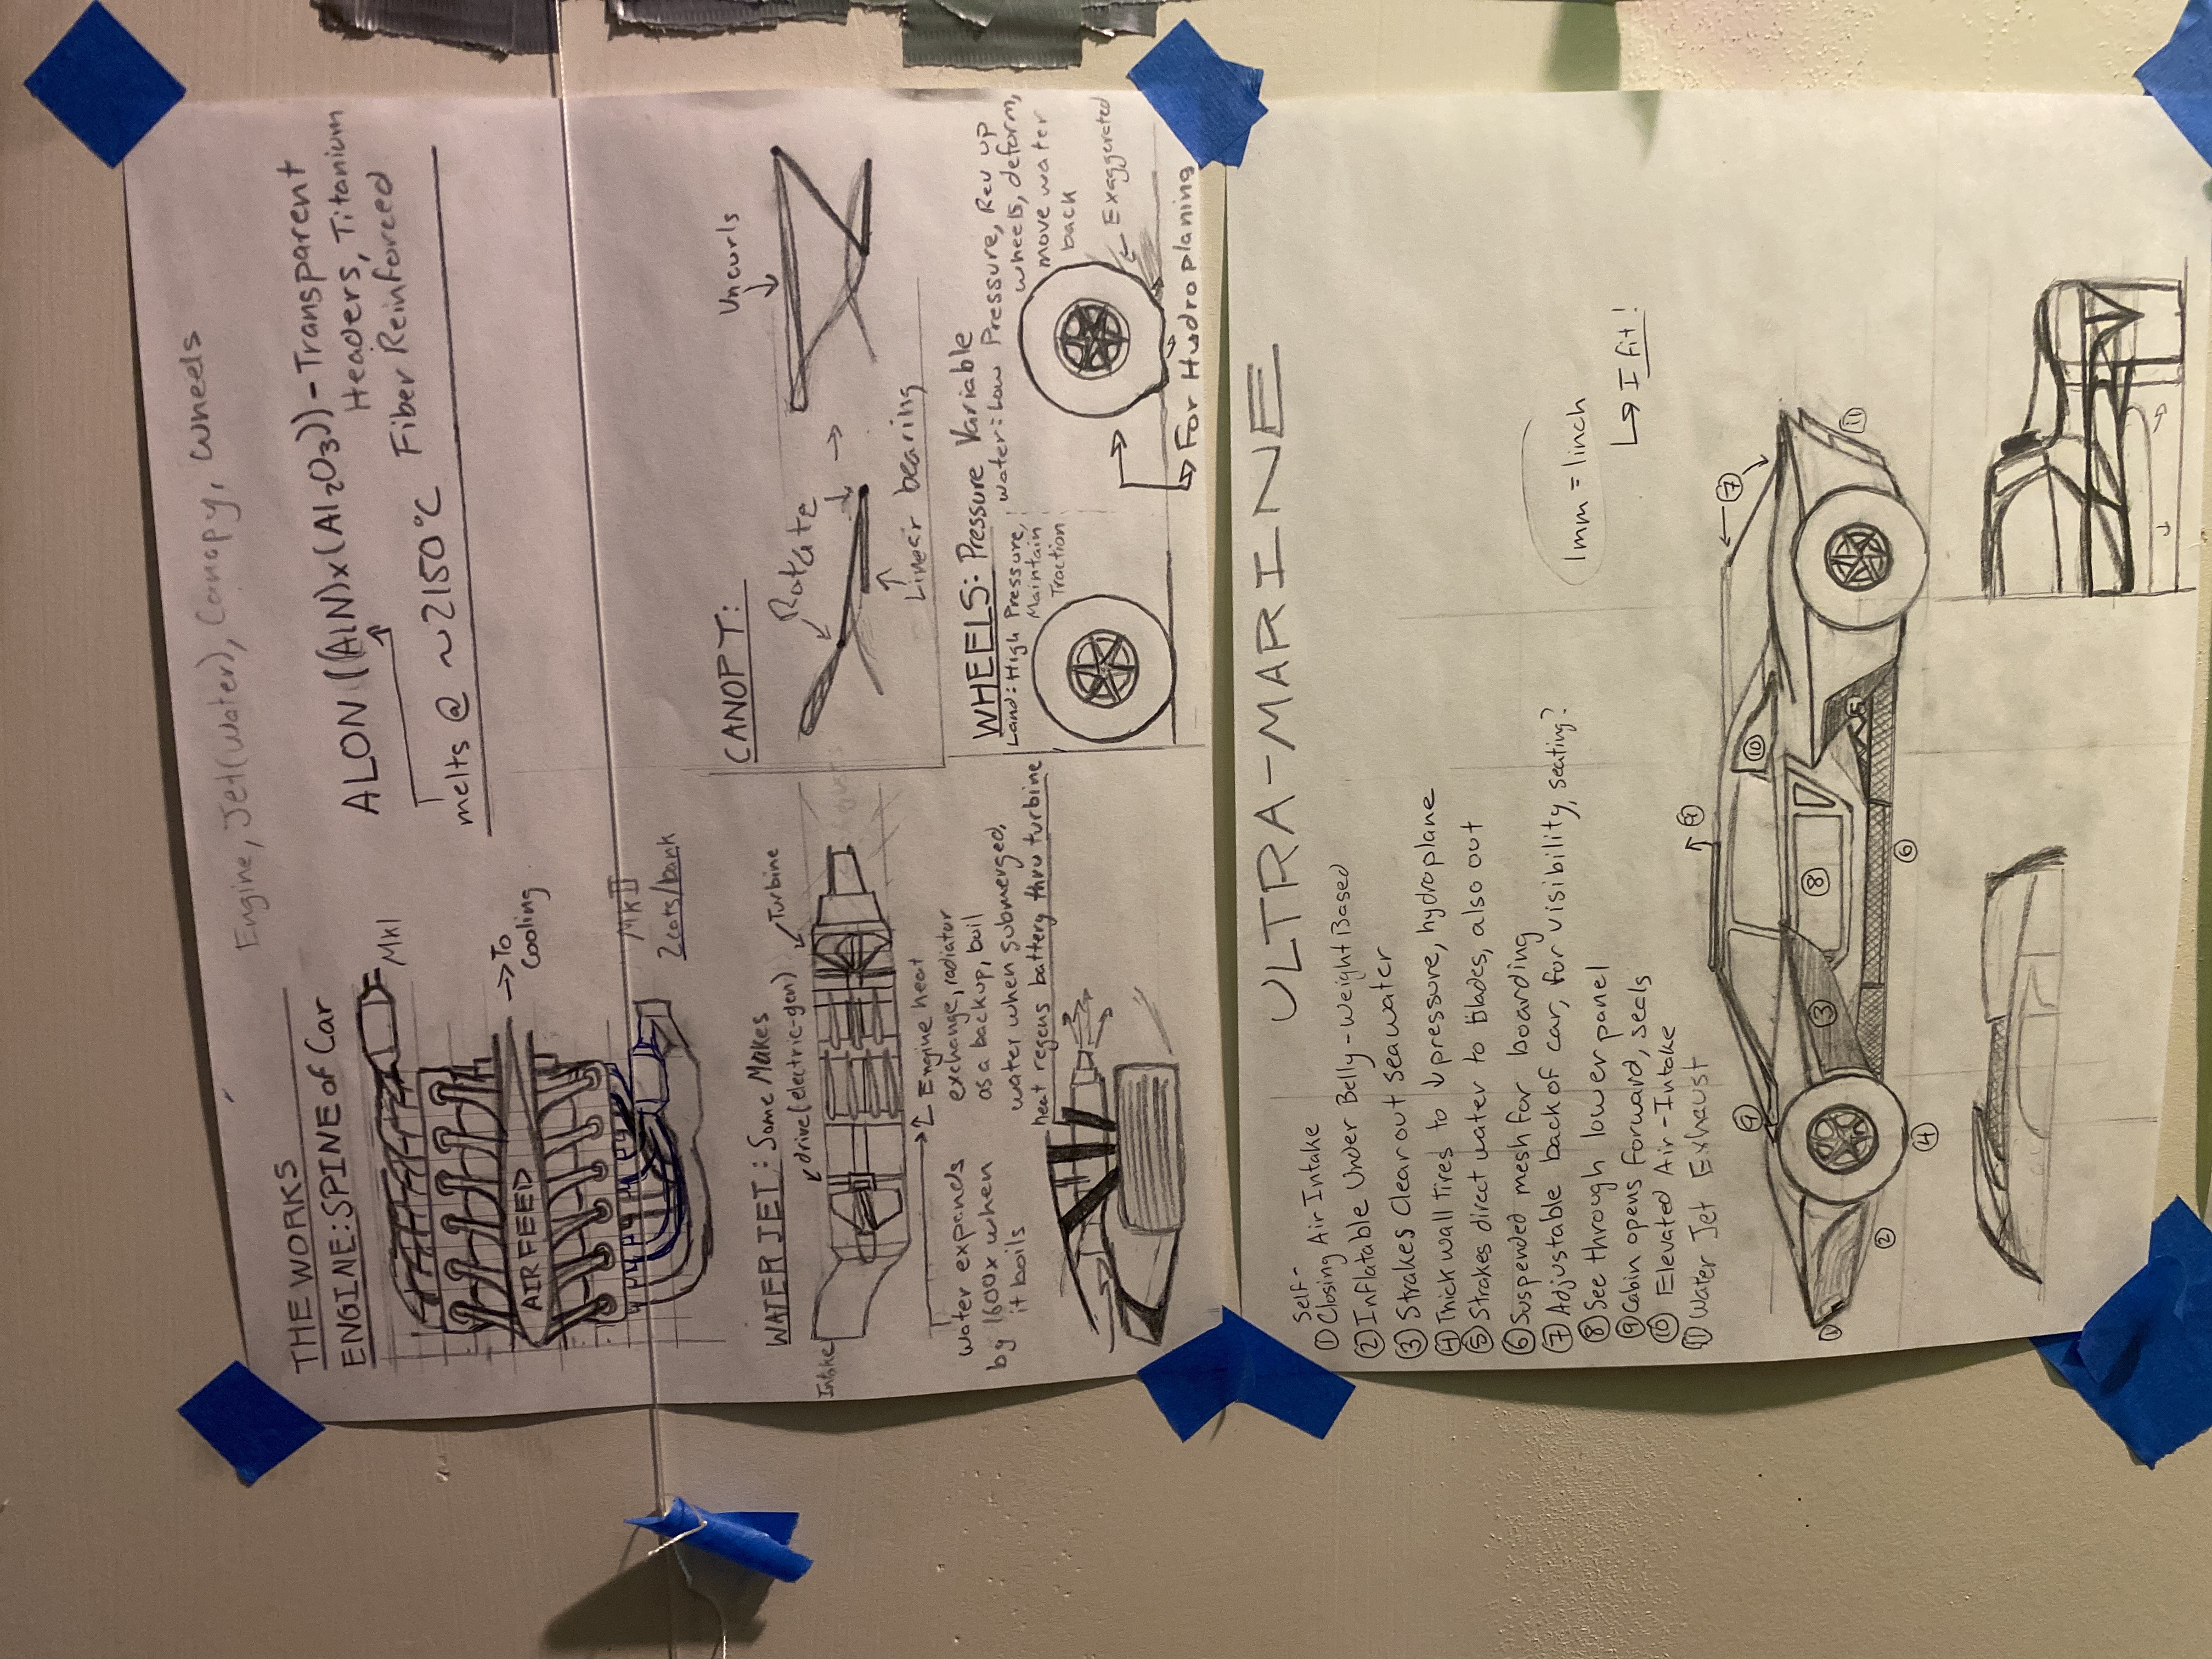 Engine, Jet(Water), Canopy, Wheels
THE WORKS
ENGINE: SPINE of Car
MkI
AIR FEED
→ To
Cooling
Mk II
2 cats/bank
ALON ((AlN)x(Al2O3)) - Transparent
Headers, Titanium
Fiber Reinforced
melts @ ~2150°C
WATER JET: Some Makes
drive (electric-gen)
Turbine
Intake
water expands
by 1600x when
it boils
Engine heat
exchange, radiator
as a backup, boil
water when submerged,
heat regens battery thru turbine
CANOPY:
Rotate
→
Uncurls
Linear bearing
WHEELS: Pressure Variable
Land: High Pressure,
Maintain
Traction
Water: Low Pressure, Rev up
wheels, deform,
move water
back
Exaggerated
For Hydroplaning
ULTRA-MARINE
Self-
① Closing Air Intake
② Inflatable Under Belly - Weight Based
③ Strakes Clear out seawater
④ Thick wall tires to ↓ pressure, hydroplane
⑤ Strakes direct water to blades, also out
⑥ Suspended mesh for boarding
⑦ Adjustable back of car, for visibility, seating?
⑧ See through lower panel
⑨ Cabin opens forward, seals
⑩ Elevated Air-Intake
⑪ Water Jet Exhaust
1mm = 1inch
I fit!
⑨
⑨
⑦
⑩
①
③
⑧
5
⑪
②
⑥
④